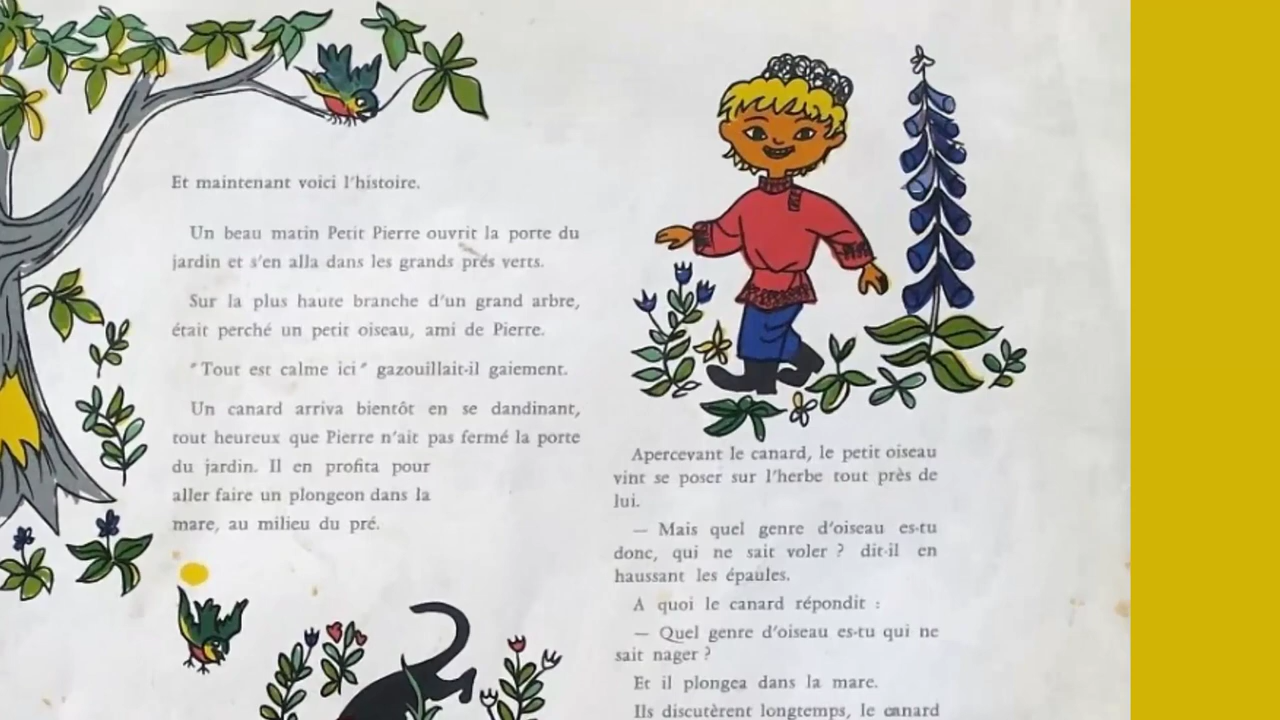 Et maintenant voici l'histoire.
Un beau matin Petit Pierre ouvrit la porte du
jardin et s'en alla dans les grands prés verts.
Sur la plus haute branche d'un grand arbre,
était perché un petit oiseau, ami de Pierre.
"Tout est calme ici" gazouillait-il gaiement.
Un canard arriva bientôt en se dandinant,
tout heureux que Pierre n'ait pas fermé la porte
du jardin. Il en profita pour
aller faire un plongeon dans la
mare, au milieu du pré.
Apercevant le canard, le petit oiseau
vint se poser sur l'herbe tout près de
lui.
— Mais quel genre d'oiseau es-tu
donc, qui ne sait voler ? dit-il en
haussant les épaules.
A quoi le canard répondit :
— Quel genre d'oiseau es-tu qui ne
sait nager ?
Et il plongea dans la mare.
Ils discutèrent longtemps, le canard